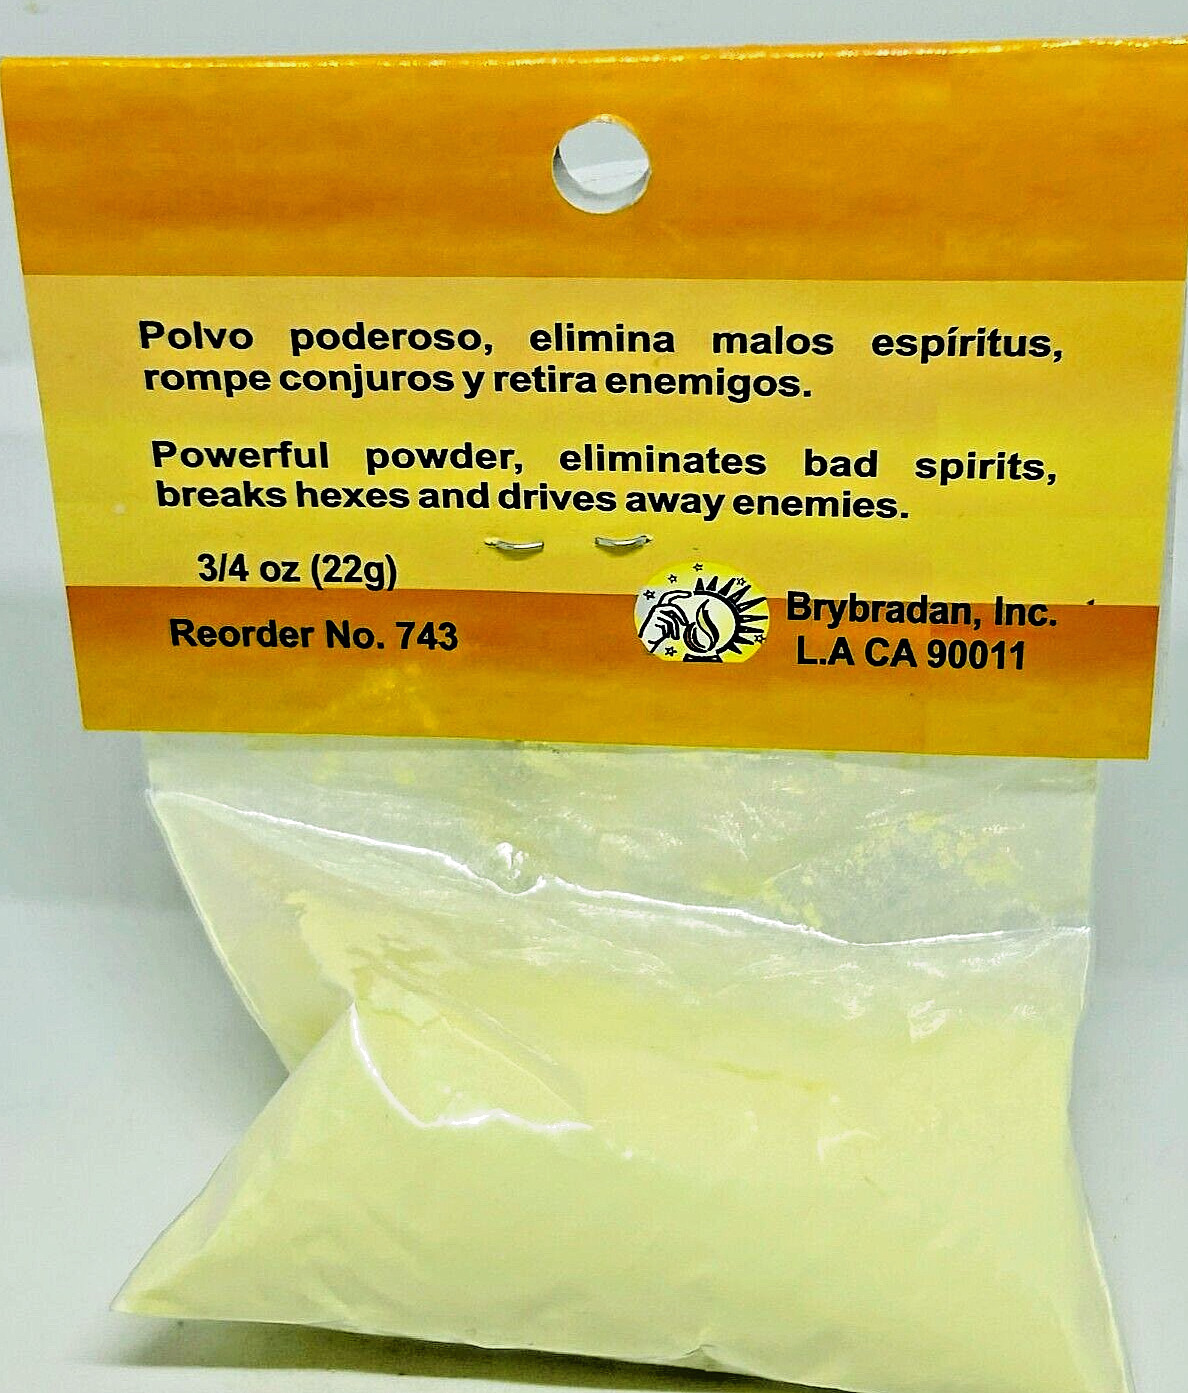 Polvo poderoso, elimina malos espíritus,
rompe conjuros y retira enemigos.
Powerful powder, eliminates bad spirits,
breaks hexes and drives away enemies.
3/4 oz (22g)
Reorder No. 743
Brybradan, Inc.
L.A CA 90011